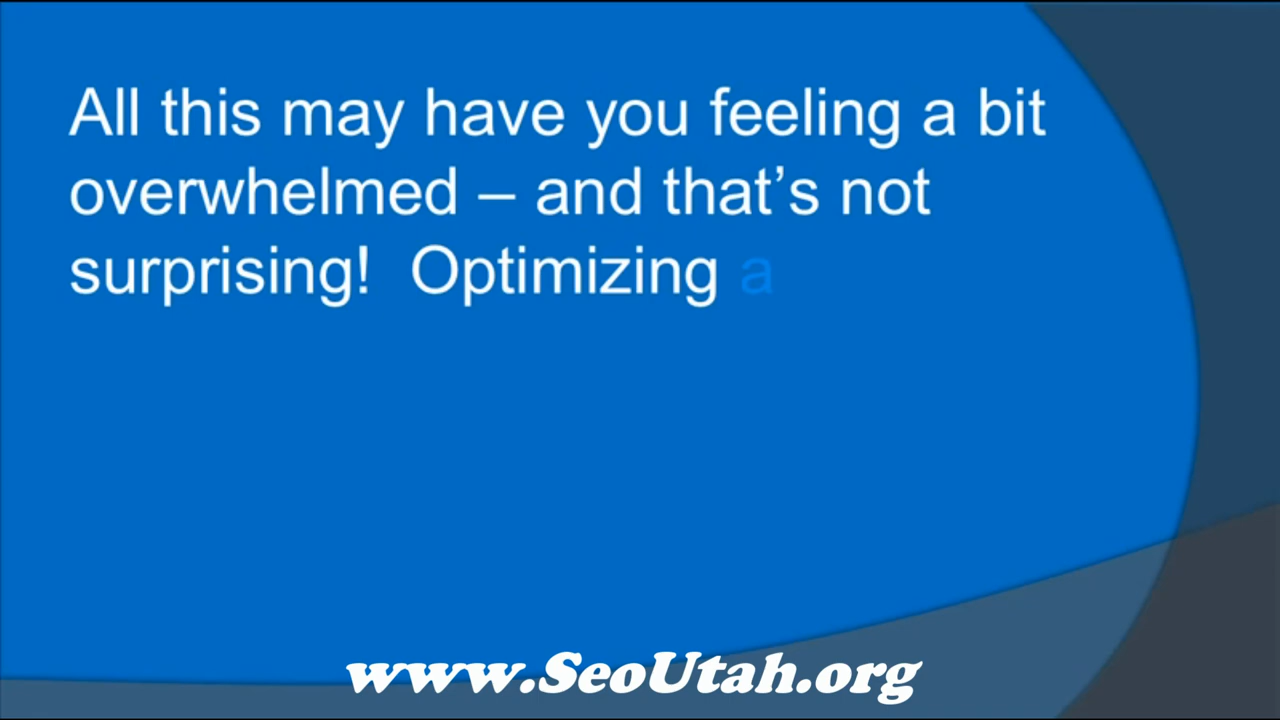 All this may have you feeling a bit
overwhelmed – and that’s not
surprising!  Optimizing a
www.SeoUtah.org